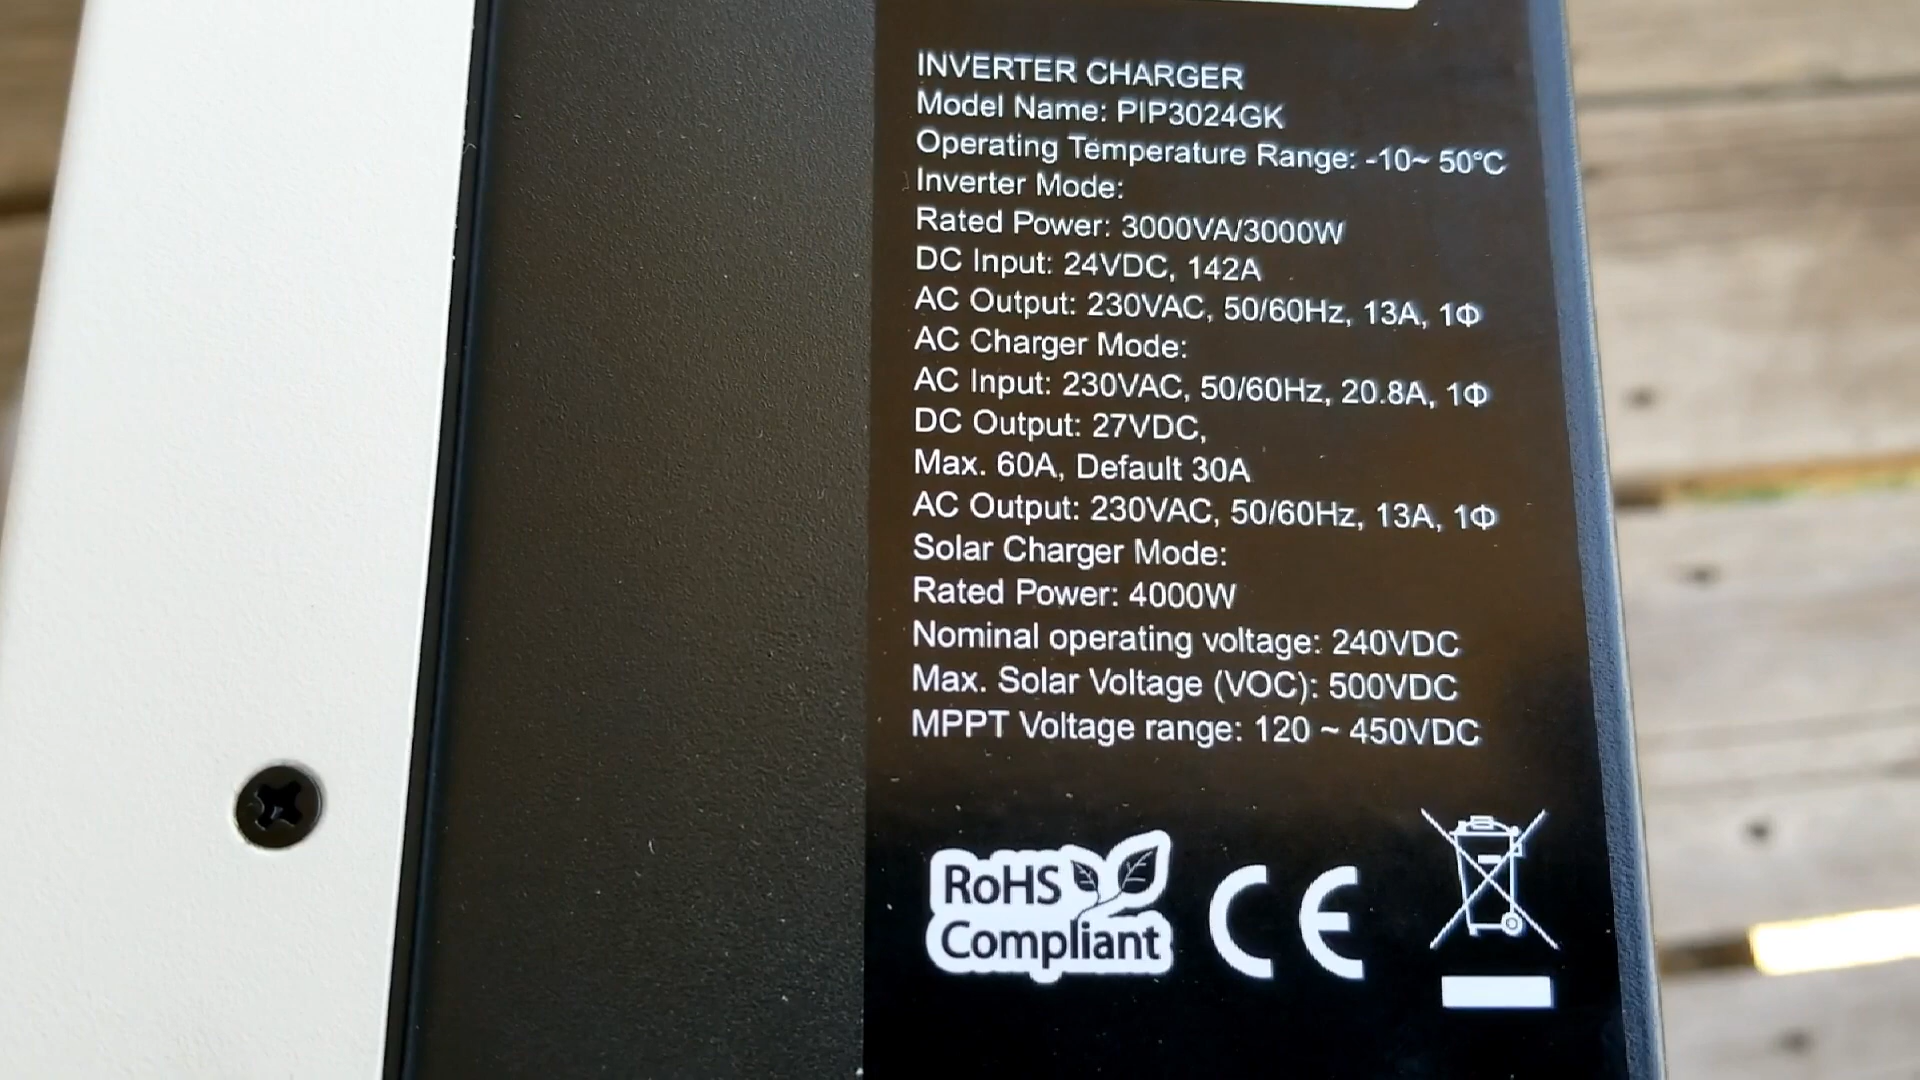 INVERTER CHARGER
Model Name: PIP3024GK
Operating Temperature Range: -10~ 50°C
Inverter Mode:
Rated Power: 3000VA/3000W
DC Input: 24VDC, 142A
AC Output: 230VAC, 50/60Hz, 13A, 1Φ
AC Charger Mode:
AC Input: 230VAC, 50/60Hz, 20.8A, 1Φ
DC Output: 27VDC,
Max. 60A, Default 30A
AC Output: 230VAC, 50/60Hz, 13A, 1Φ
Solar Charger Mode:
Rated Power: 4000W
Nominal operating voltage: 240VDC
Max. Solar Voltage (VOC): 500VDC
MPPT Voltage range: 120 ~ 450VDC
RoHS
Compliant
CE